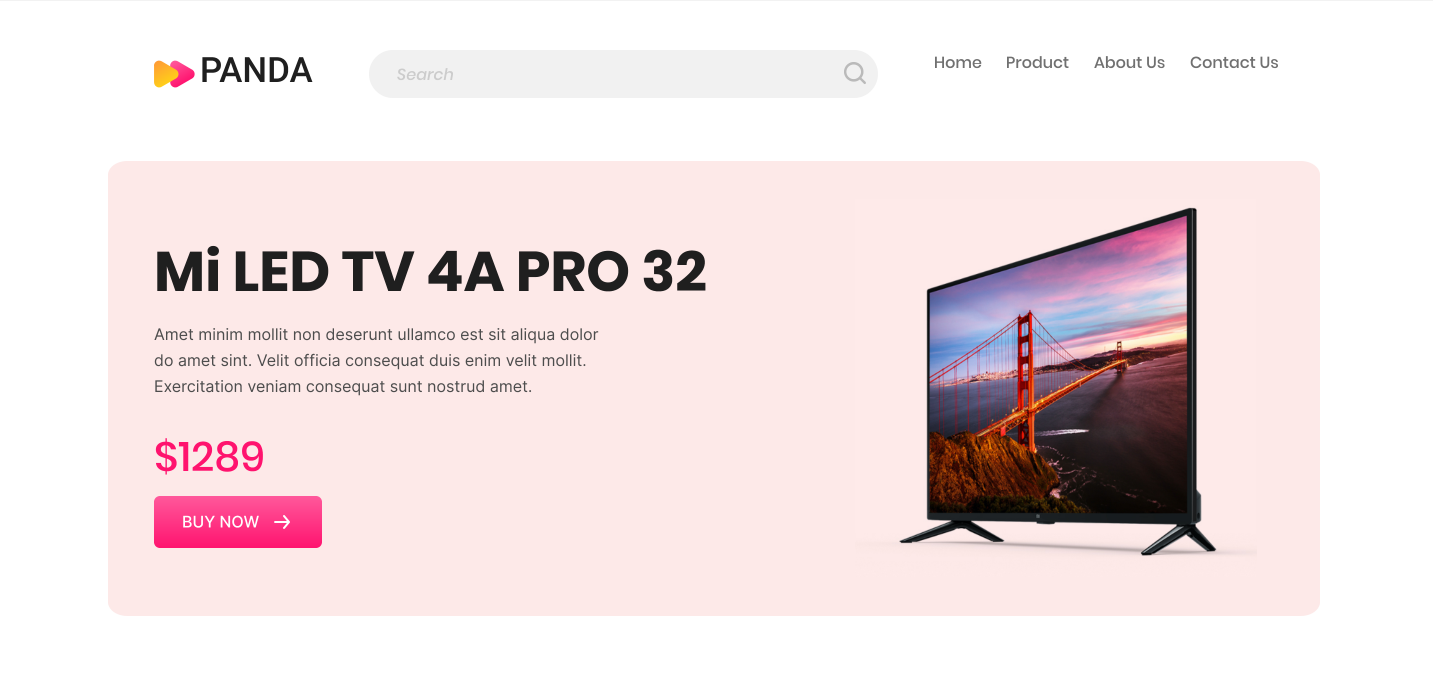 PANDA
Search
Home Product About Us Contact Us
Mi LED TV 4A PRO 32
Amet minim mollit non deserunt ullamco est sit aliqua dolor
do amet sint. Velit officia consequat duis enim velit mollit.
Exercitation veniam consequat sunt nostrud amet.
$1289
BUY NOW